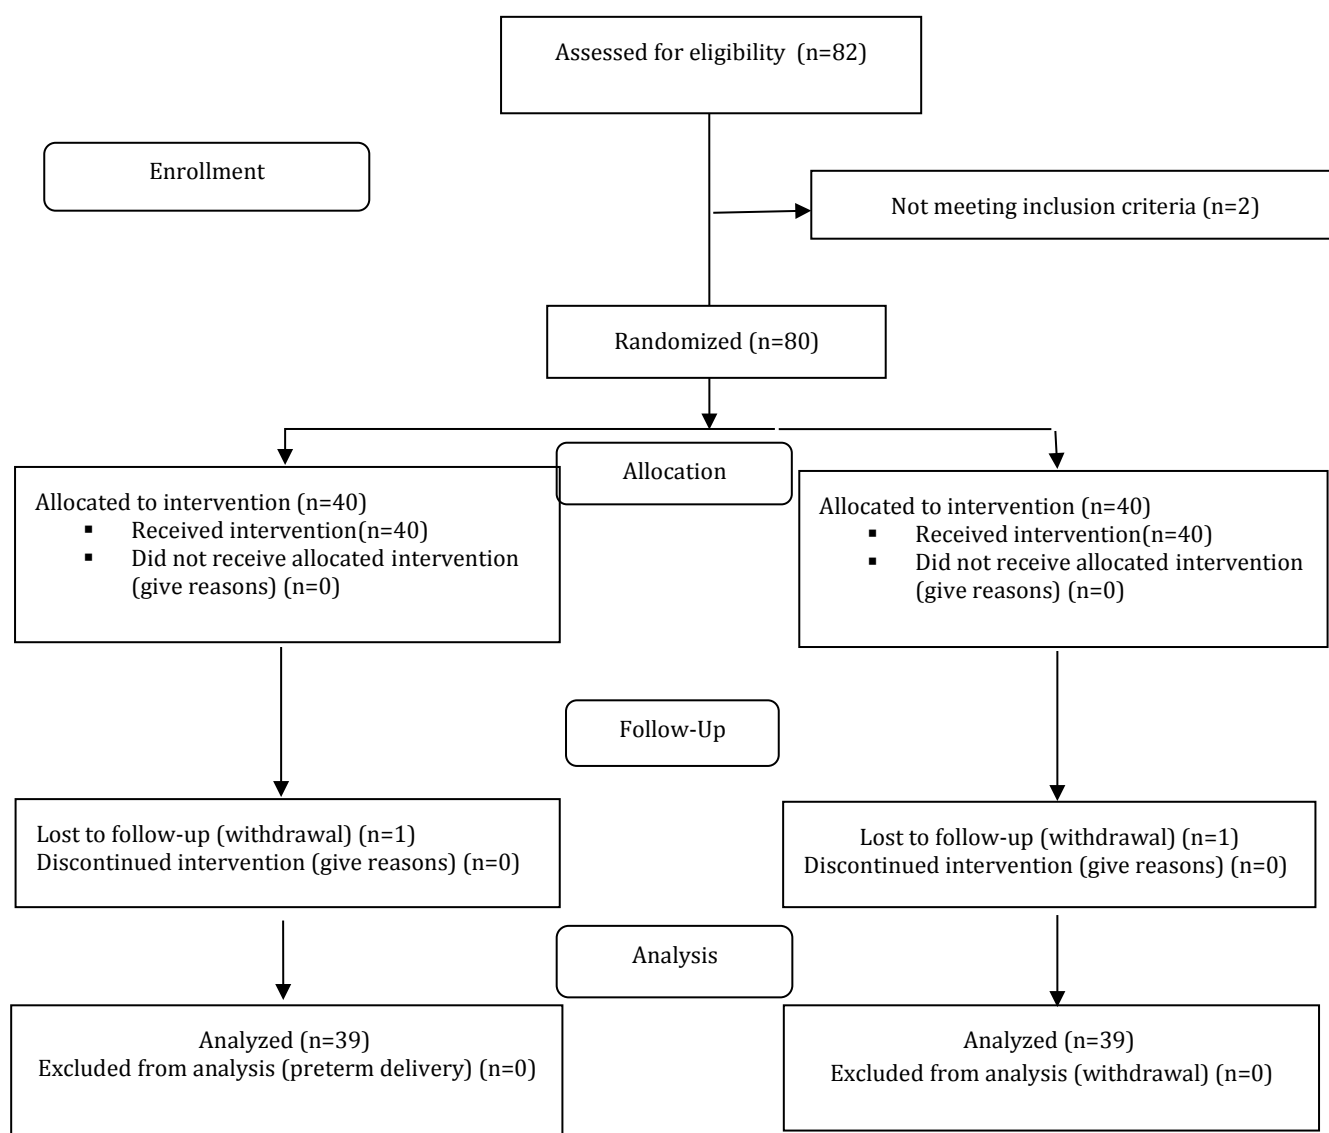 Assessed for eligibility  (n=82)
Enrollment
Not meeting inclusion criteria (n=2)
Randomized (n=80)
Allocation
Allocated to intervention (n=40)
▪ Received intervention(n=40)
▪ Did not receive allocated intervention
(give reasons) (n=0)
Allocated to intervention (n=40)
▪ Received intervention(n=40)
▪ Did not receive allocated intervention
(give reasons) (n=0)
Follow-Up
Lost to follow-up (withdrawal) (n=1)
Discontinued intervention (give reasons) (n=0)
Lost to follow-up (withdrawal) (n=1)
Discontinued intervention (give reasons) (n=0)
Analysis
Analyzed (n=39)
Excluded from analysis (preterm delivery) (n=0)
Analyzed (n=39)
Excluded from analysis (withdrawal) (n=0)